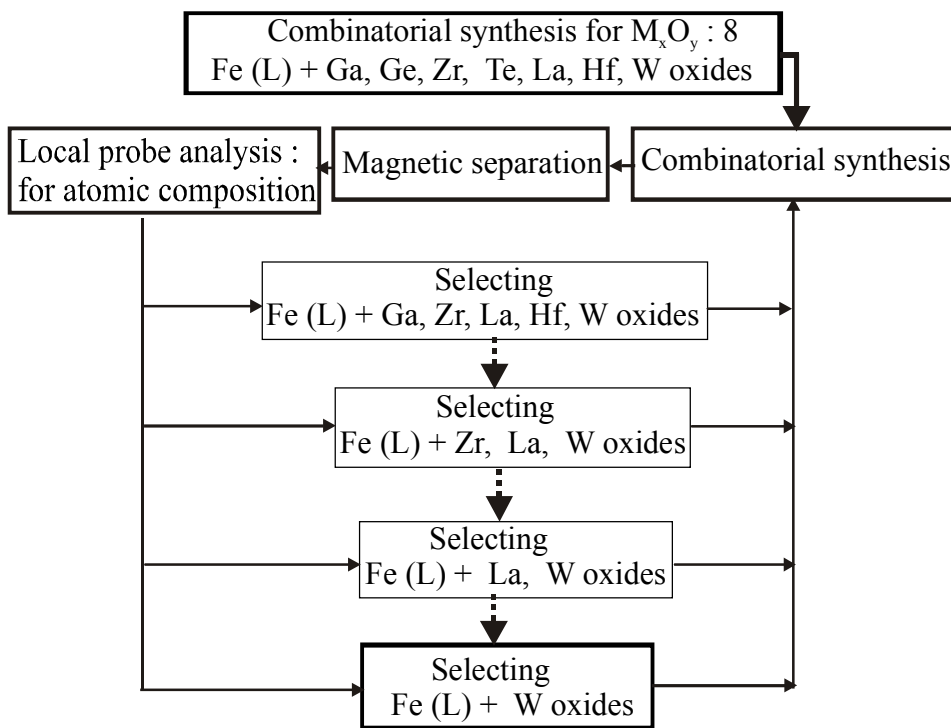 Combinatorial synthesis for MₓOᵧ : 8
Fe (L) + Ga, Ge, Zr, Te, La, Hf, W oxides
Local probe analysis :
for atomic composition
Magnetic separation
Combinatorial synthesis
Selecting
Fe (L) + Ga, Zr, La, Hf, W oxides
Selecting
Fe (L) + Zr, La, W oxides
Selecting
Fe (L) + La, W oxides
Selecting
Fe (L) + W oxides